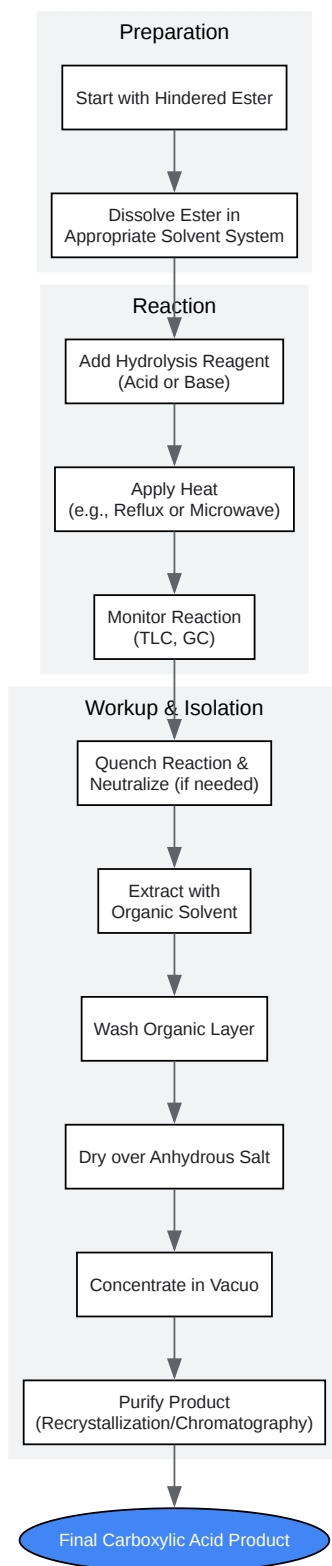 Preparation
Start with Hindered Ester
Dissolve Ester in
Appropriate Solvent System
Reaction
Add Hydrolysis Reagent
(Acid or Base)
Apply Heat
(e.g., Reflux or Microwave)
Monitor Reaction
(TLC, GC)
Workup & Isolation
Quench Reaction &
Neutralize (if needed)
Extract with
Organic Solvent
Wash Organic Layer
Dry over Anhydrous Salt
Concentrate in Vacuo
Purify Product
(Recrystallization/Chromatography)
Final Carboxylic Acid Product